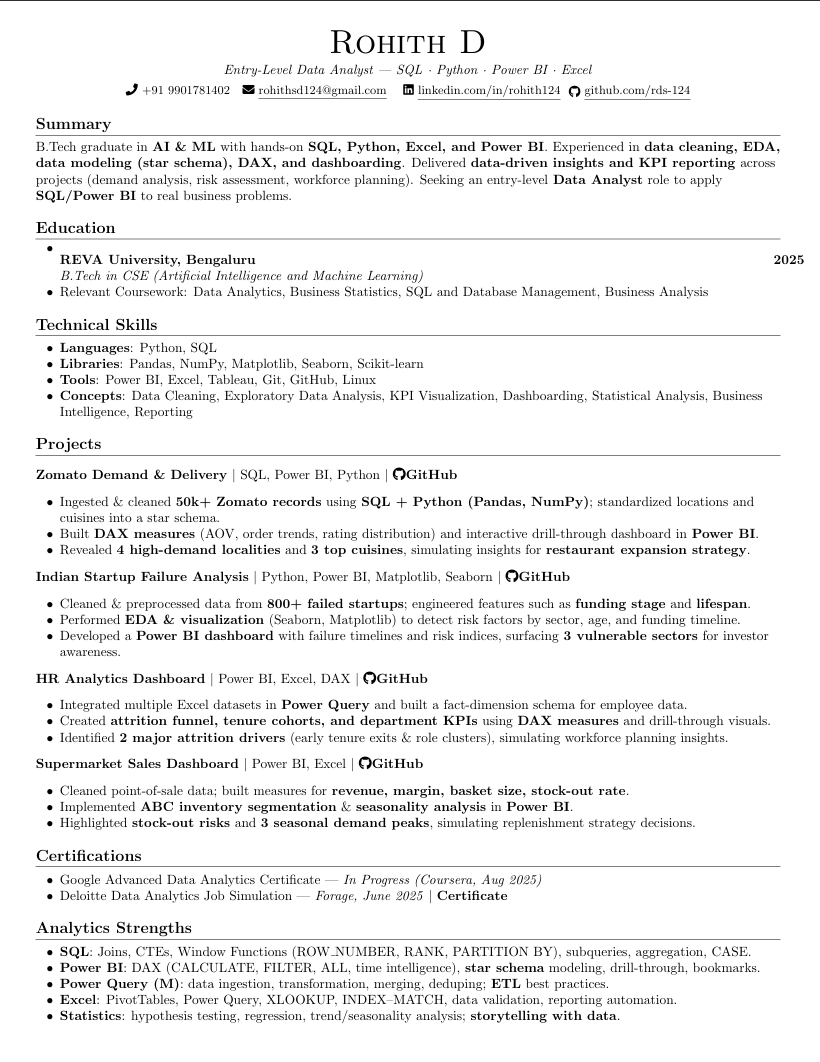 Rohith D
Entry-Level Data Analyst — SQL · Python · Power BI · Excel
+91 9901781402 rohithsd124@gmail.com linkedin.com/in/rohith124 github.com/rds-124
Summary
B.Tech graduate in AI & ML with hands-on SQL, Python, Excel, and Power BI. Experienced in data cleaning, EDA,
data modeling (star schema), DAX, and dashboarding. Delivered data-driven insights and KPI reporting across
projects (demand analysis, risk assessment, workforce planning). Seeking an entry-level Data Analyst role to apply
SQL/Power BI to real business problems.
Education
•
REVA University, Bengaluru 2025
B.Tech in CSE (Artificial Intelligence and Machine Learning)
• Relevant Coursework: Data Analytics, Business Statistics, SQL and Database Management, Business Analysis
Technical Skills
• Languages: Python, SQL
• Libraries: Pandas, NumPy, Matplotlib, Seaborn, Scikit-learn
• Tools: Power BI, Excel, Tableau, Git, GitHub, Linux
• Concepts: Data Cleaning, Exploratory Data Analysis, KPI Visualization, Dashboarding, Statistical Analysis, Business
Intelligence, Reporting
Projects
Zomato Demand & Delivery | SQL, Power BI, Python | GitHub
• Ingested & cleaned 50k+ Zomato records using SQL + Python (Pandas, NumPy); standardized locations and
cuisines into a star schema.
• Built DAX measures (AOV, order trends, rating distribution) and interactive drill-through dashboard in Power BI.
• Revealed 4 high-demand localities and 3 top cuisines, simulating insights for restaurant expansion strategy.
Indian Startup Failure Analysis | Python, Power BI, Matplotlib, Seaborn | GitHub
• Cleaned & preprocessed data from 800+ failed startups; engineered features such as funding stage and lifespan.
• Performed EDA & visualization (Seaborn, Matplotlib) to detect risk factors by sector, age, and funding timeline.
• Developed a Power BI dashboard with failure timelines and risk indices, surfacing 3 vulnerable sectors for investor
awareness.
HR Analytics Dashboard | Power BI, Excel, DAX | GitHub
• Integrated multiple Excel datasets in Power Query and built a fact-dimension schema for employee data.
• Created attrition funnel, tenure cohorts, and department KPIs using DAX measures and drill-through visuals.
• Identified 2 major attrition drivers (early tenure exits & role clusters), simulating workforce planning insights.
Supermarket Sales Dashboard | Power BI, Excel | GitHub
• Cleaned point-of-sale data; built measures for revenue, margin, basket size, stock-out rate.
• Implemented ABC inventory segmentation & seasonality analysis in Power BI.
• Highlighted stock-out risks and 3 seasonal demand peaks, simulating replenishment strategy decisions.
Certifications
• Google Advanced Data Analytics Certificate — In Progress (Coursera, Aug 2025)
• Deloitte Data Analytics Job Simulation — Forage, June 2025 | Certificate
Analytics Strengths
• SQL: Joins, CTEs, Window Functions (ROW_NUMBER, RANK, PARTITION BY), subqueries, aggregation, CASE.
• Power BI: DAX (CALCULATE, FILTER, ALL, time intelligence), star schema modeling, drill-through, bookmarks.
• Power Query (M): data ingestion, transformation, merging, deduping; ETL best practices.
• Excel: PivotTables, Power Query, XLOOKUP, INDEX–MATCH, data validation, reporting automation.
• Statistics: hypothesis testing, regression, trend/seasonality analysis; storytelling with data.